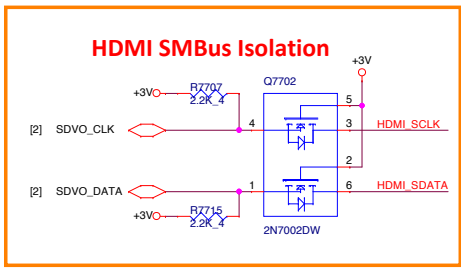 HDMI SMBus Isolation
+3V
R7707
Q7702
+3V
2.2K_4
5
[2] SDVO_CLK
4
3
HDMI_SCLK
2
[2] SDVO_DATA
1
6
HDMI_SDATA
R7715
+3V
2.2K_4
2N7002DW